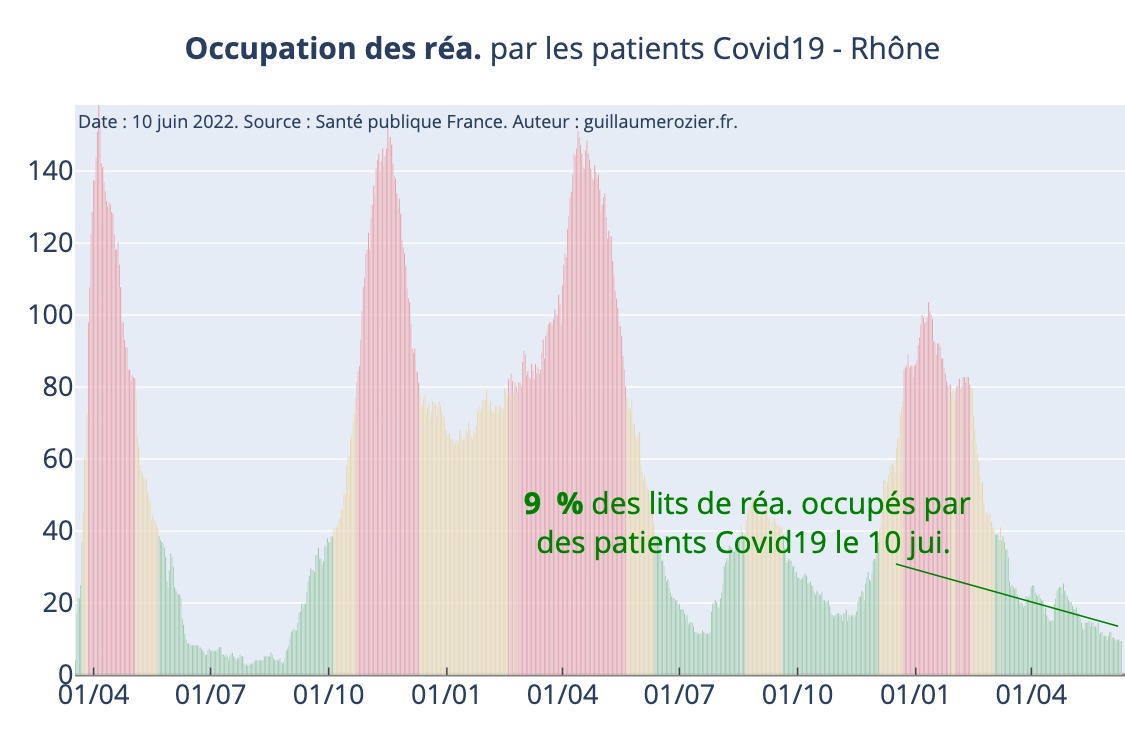 Occupation des réa. par les patients Covid19 - Rhône
Date : 10 juin 2022. Source : Santé publique France. Auteur : guillaumerozier.fr.
140
120
100
80
60
9 % des lits de réa. occupés par
des patients Covid19 le 10 jui.
40
20
0
01/04 01/07 01/10 01/01 01/04 01/07 01/10 01/01 01/04